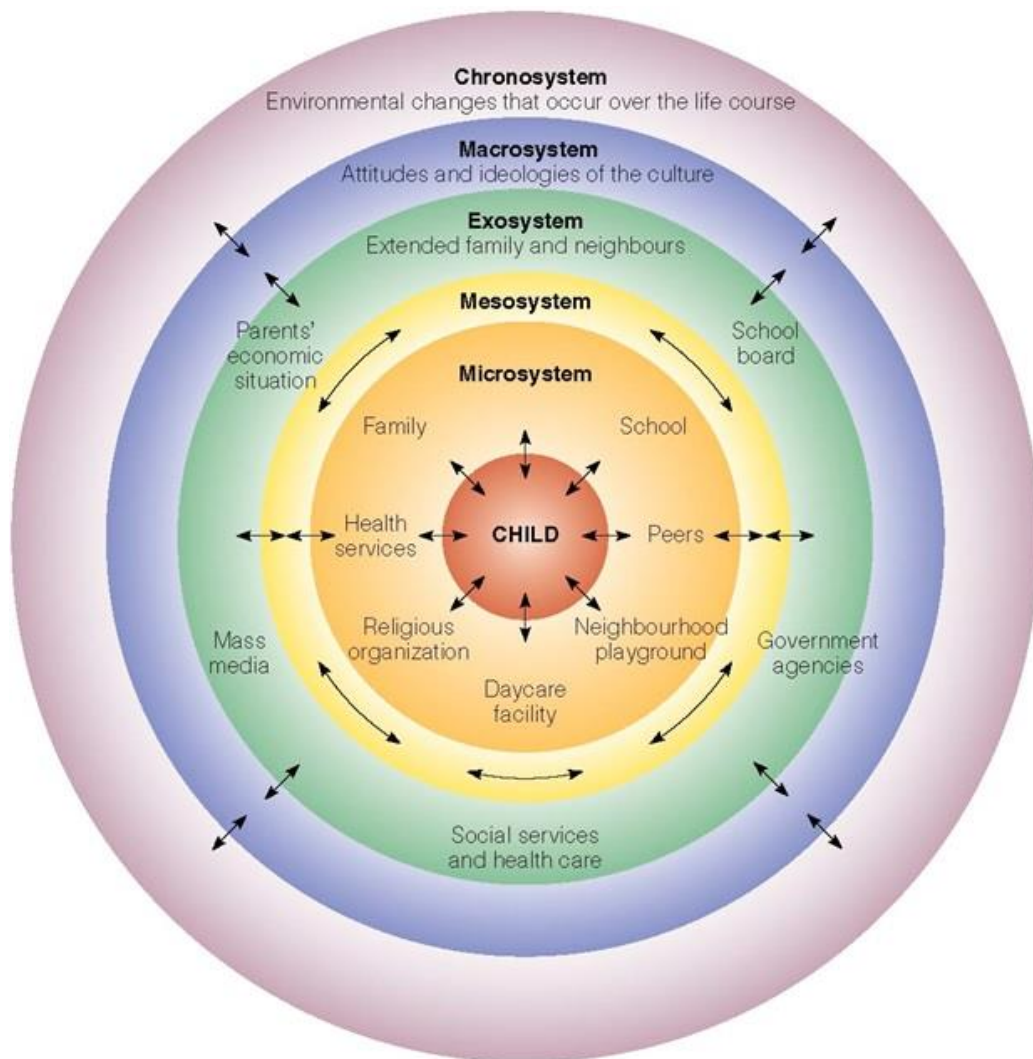 Chronosystem
Environmental changes that occur over the life course
Macrosystem
Attitudes and ideologies of the culture
Exosystem
Extended family and neighbours
Mesosystem
Parents'
economic
situation
School
board
Microsystem
Family
School
Health
services
CHILD
Peers
Religious
organization
Neighbourhood
playground
Mass
media
Government
agencies
Daycare
facility
Social services
and health care